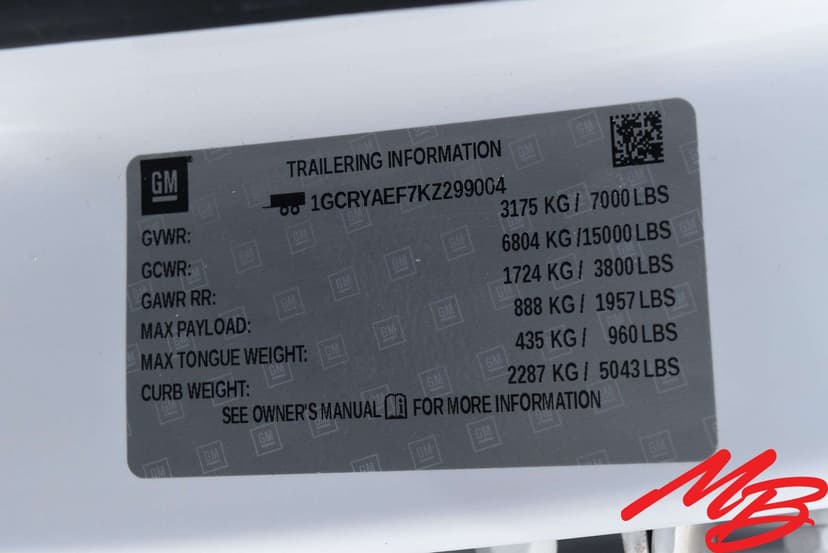 GM
TRAILERING INFORMATION
1GCRYAEF7KZ299004
GVWR: 3175 KG / 7000 LBS
GCWR: 6804 KG /15000 LBS
GAWR RR: 1724 KG / 3800 LBS
MAX PAYLOAD: 888 KG / 1957 LBS
MAX TONGUE WEIGHT: 435 KG / 960 LBS
CURB WEIGHT: 2287 KG / 5043 LBS
SEE OWNER'S MANUAL FOR MORE INFORMATION
MB